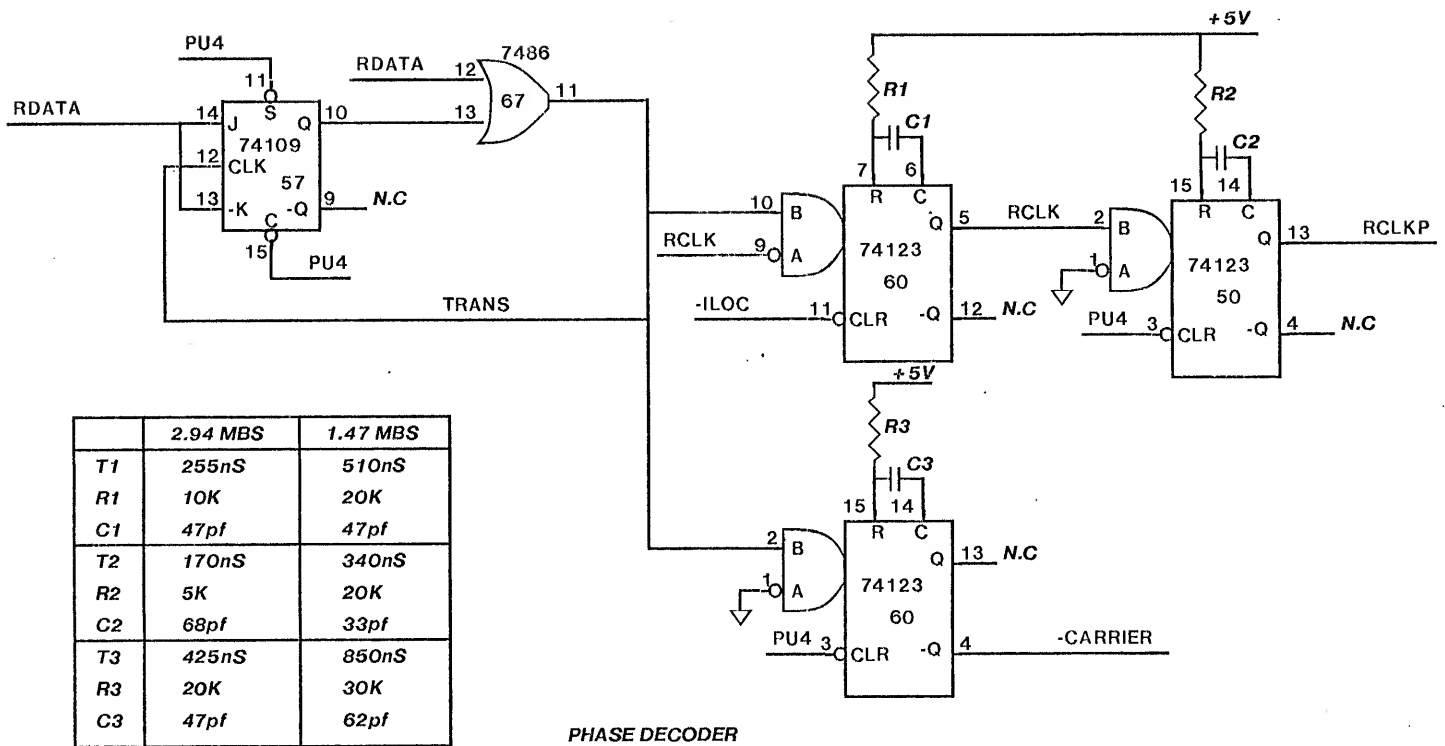 +5V
PU4
7486
RDATA
12
11
67
11
R1
R2
RDATA
14
J
S
Q
10
13
C1
C2
74109
12
CLK
7
6
57
15
14
13
-K
C
-Q
9
N.C
R
C
10
B
Q
5
RCLK
2
B
R
C
15
RCLK
9
A
74123
Q
13
RCLKP
PU4
60
1
A
74123
TRANS
50
-ILOC
11
CLR
-Q
12
N.C
PU4
3
CLR
-Q
4
N.C
+5V
R3
C3
15
14
R
C
2
B
Q
13
N.C
1
A
74123
60
PU4
3
CLR
-Q
4
-CARRIER
2.94 MBS 1.47 MBS
T1 255nS 510nS
R1 10K 20K
C1 47pf 47pf
T2 170nS 340nS
R2 5K 20K
C2 68pf 33pf
T3 425nS 850nS
R3 20K 30K
C3 47pf 62pf
PHASE DECODER